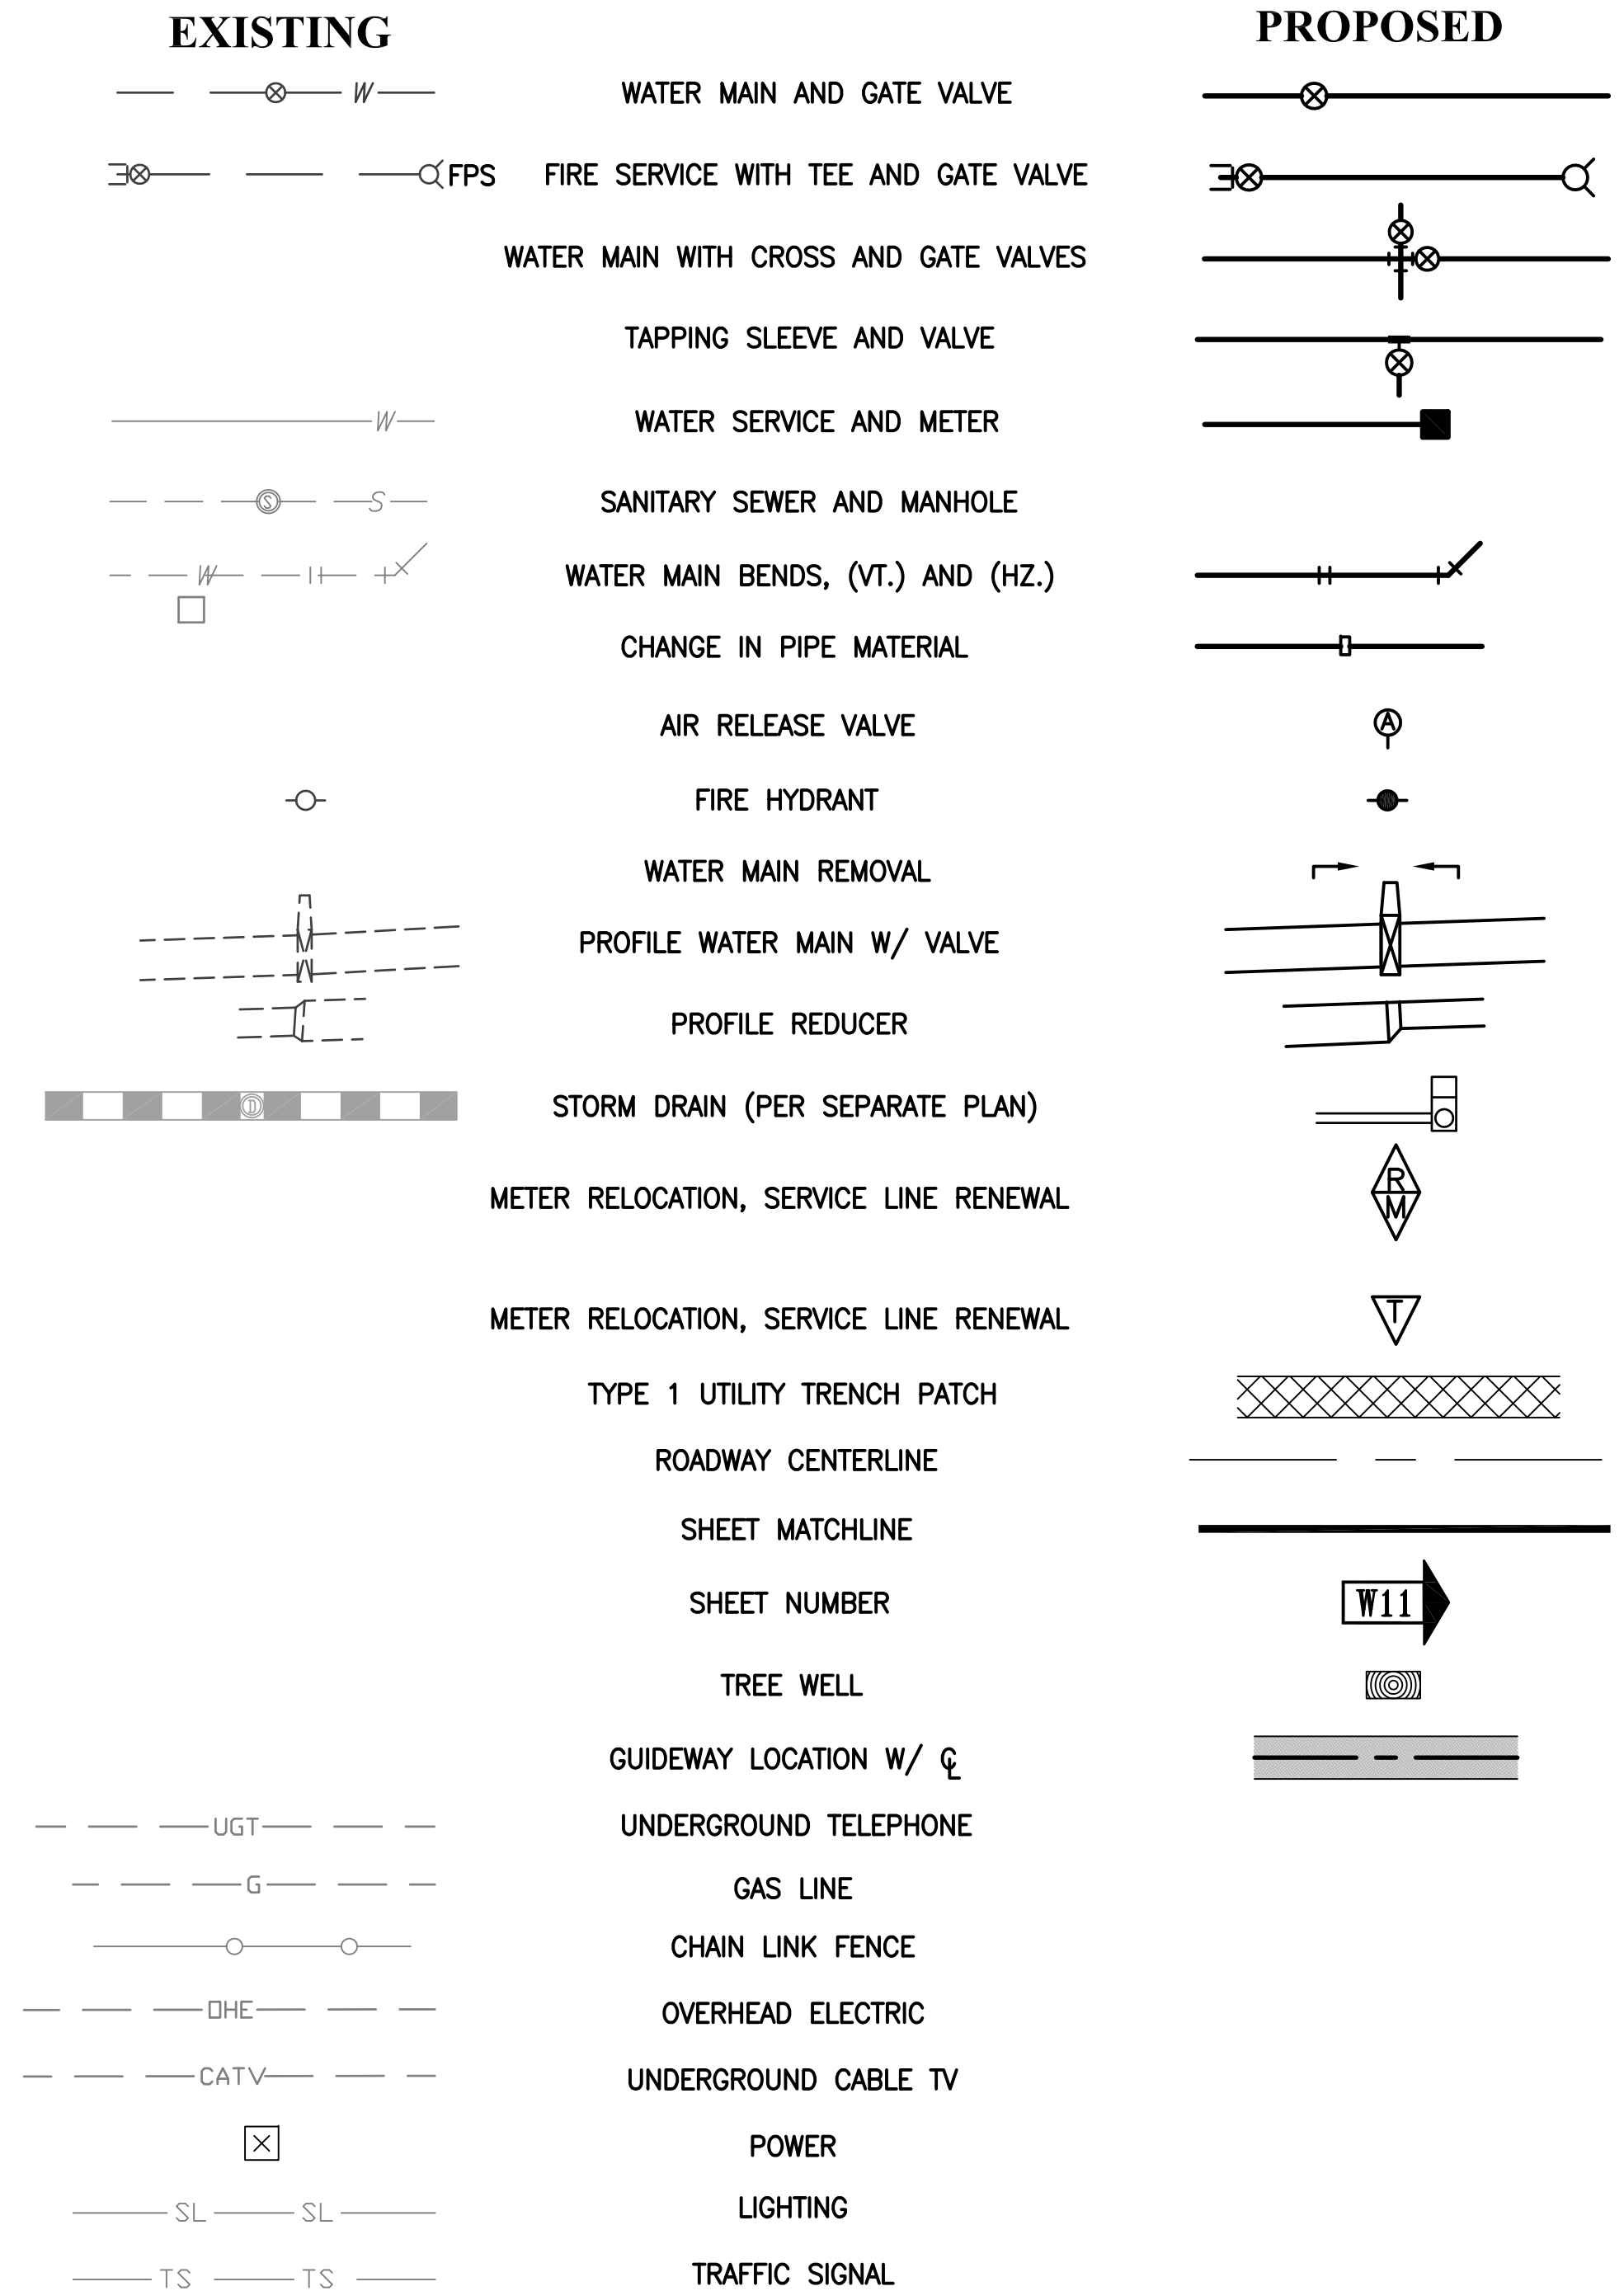 EXISTING PROPOSED
W WATER MAIN AND GATE VALVE
FPS FIRE SERVICE WITH TEE AND GATE VALVE
WATER MAIN WITH CROSS AND GATE VALVES
TAPPING SLEEVE AND VALVE
W WATER SERVICE AND METER
S S SANITARY SEWER AND MANHOLE
W WATER MAIN BENDS, (VT.) AND (HZ.)
CHANGE IN PIPE MATERIAL
AIR RELEASE VALVE A
FIRE HYDRANT
WATER MAIN REMOVAL
PROFILE WATER MAIN W/ VALVE
PROFILE REDUCER
D STORM DRAIN (PER SEPARATE PLAN)
METER RELOCATION, SERVICE LINE RENEWAL R M
METER RELOCATION, SERVICE LINE RENEWAL T
TYPE 1 UTILITY TRENCH PATCH
ROADWAY CENTERLINE
SHEET MATCHLINE
SHEET NUMBER W11
TREE WELL
GUIDEWAY LOCATION W/ ℄
UGT UNDERGROUND TELEPHONE
G GAS LINE
CHAIN LINK FENCE
OHE OVERHEAD ELECTRIC
CATV UNDERGROUND CABLE TV
POWER
SL SL LIGHTING
TS TS TRAFFIC SIGNAL